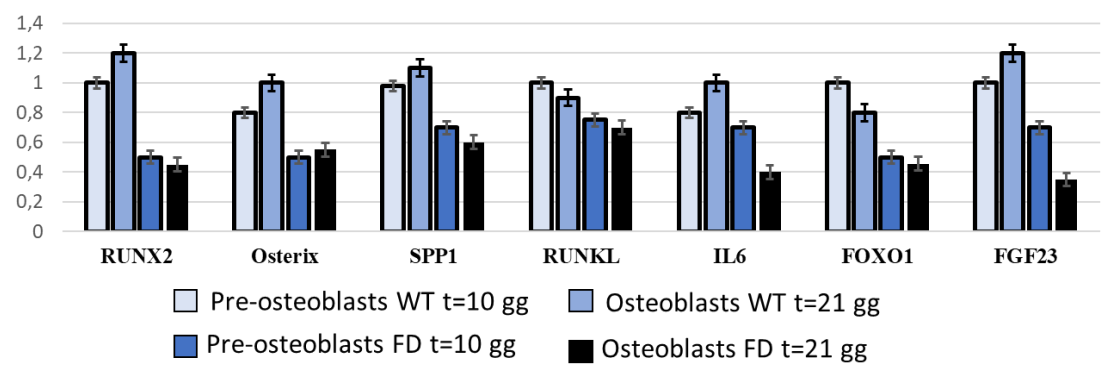 1,4
1,2
1
0,8
0,6
0,4
0,2
0
RUNX2 Osterix SPP1 RUNKL IL6 FOXO1 FGF23
Pre-osteoblasts WT t=10 gg Osteoblasts WT t=21 gg
Pre-osteoblasts FD t=10 gg Osteoblasts FD t=21 gg